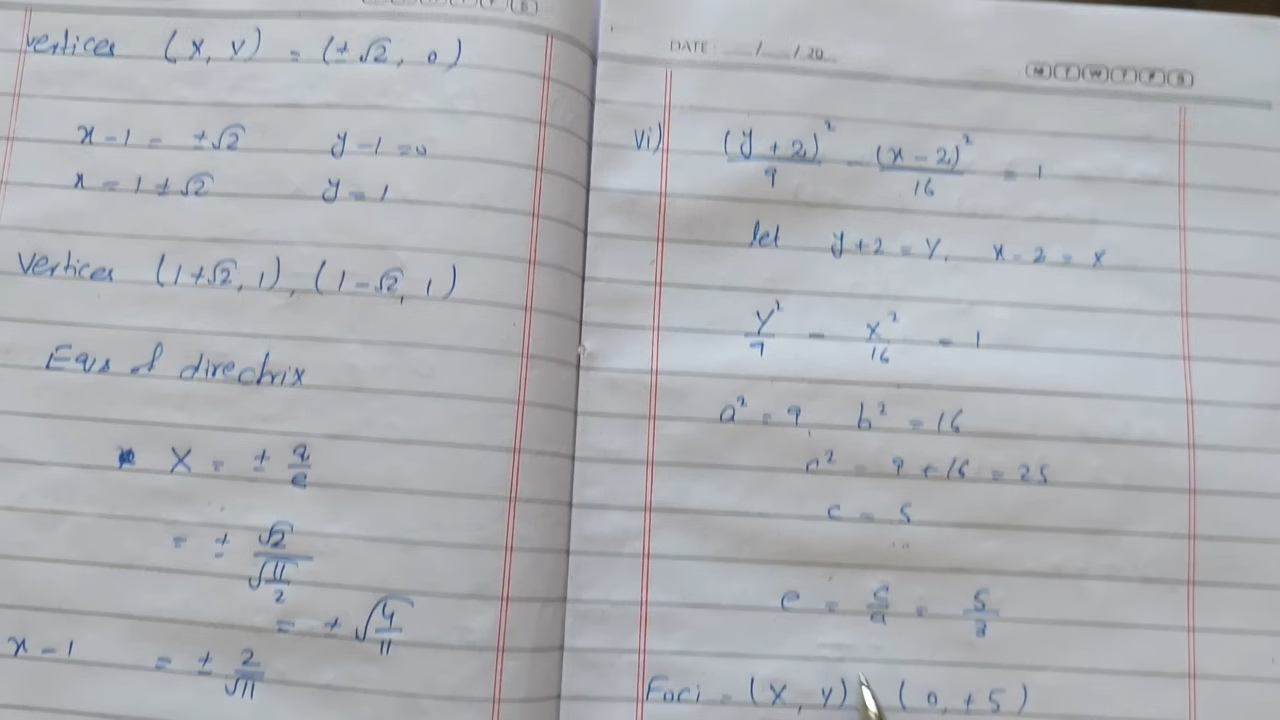 vertices (X, Y) = (±√2, 0)
x - 1 = ±√2 y - 1 = 0
x = 1 ± √2 y = 1
vertices (1+√2, 1), (1-√2, 1)
Eqns of directrix
X = ± a/e
= ± √2/√(11/2)
= ± √(4/11)
x - 1 = ± 2/√11
DATE: / / 20
M T W T F S
vi) (y + 2)²/9 - (x - 2)²/16 = 1
let y + 2 = Y, x - 2 = X
Y²/9 - X²/16 = 1
a² = 9, b² = 16
c² = 9 + 16 = 25
c = 5
e = c/a = 5/3
Foci = (X, Y) (0, ±5)